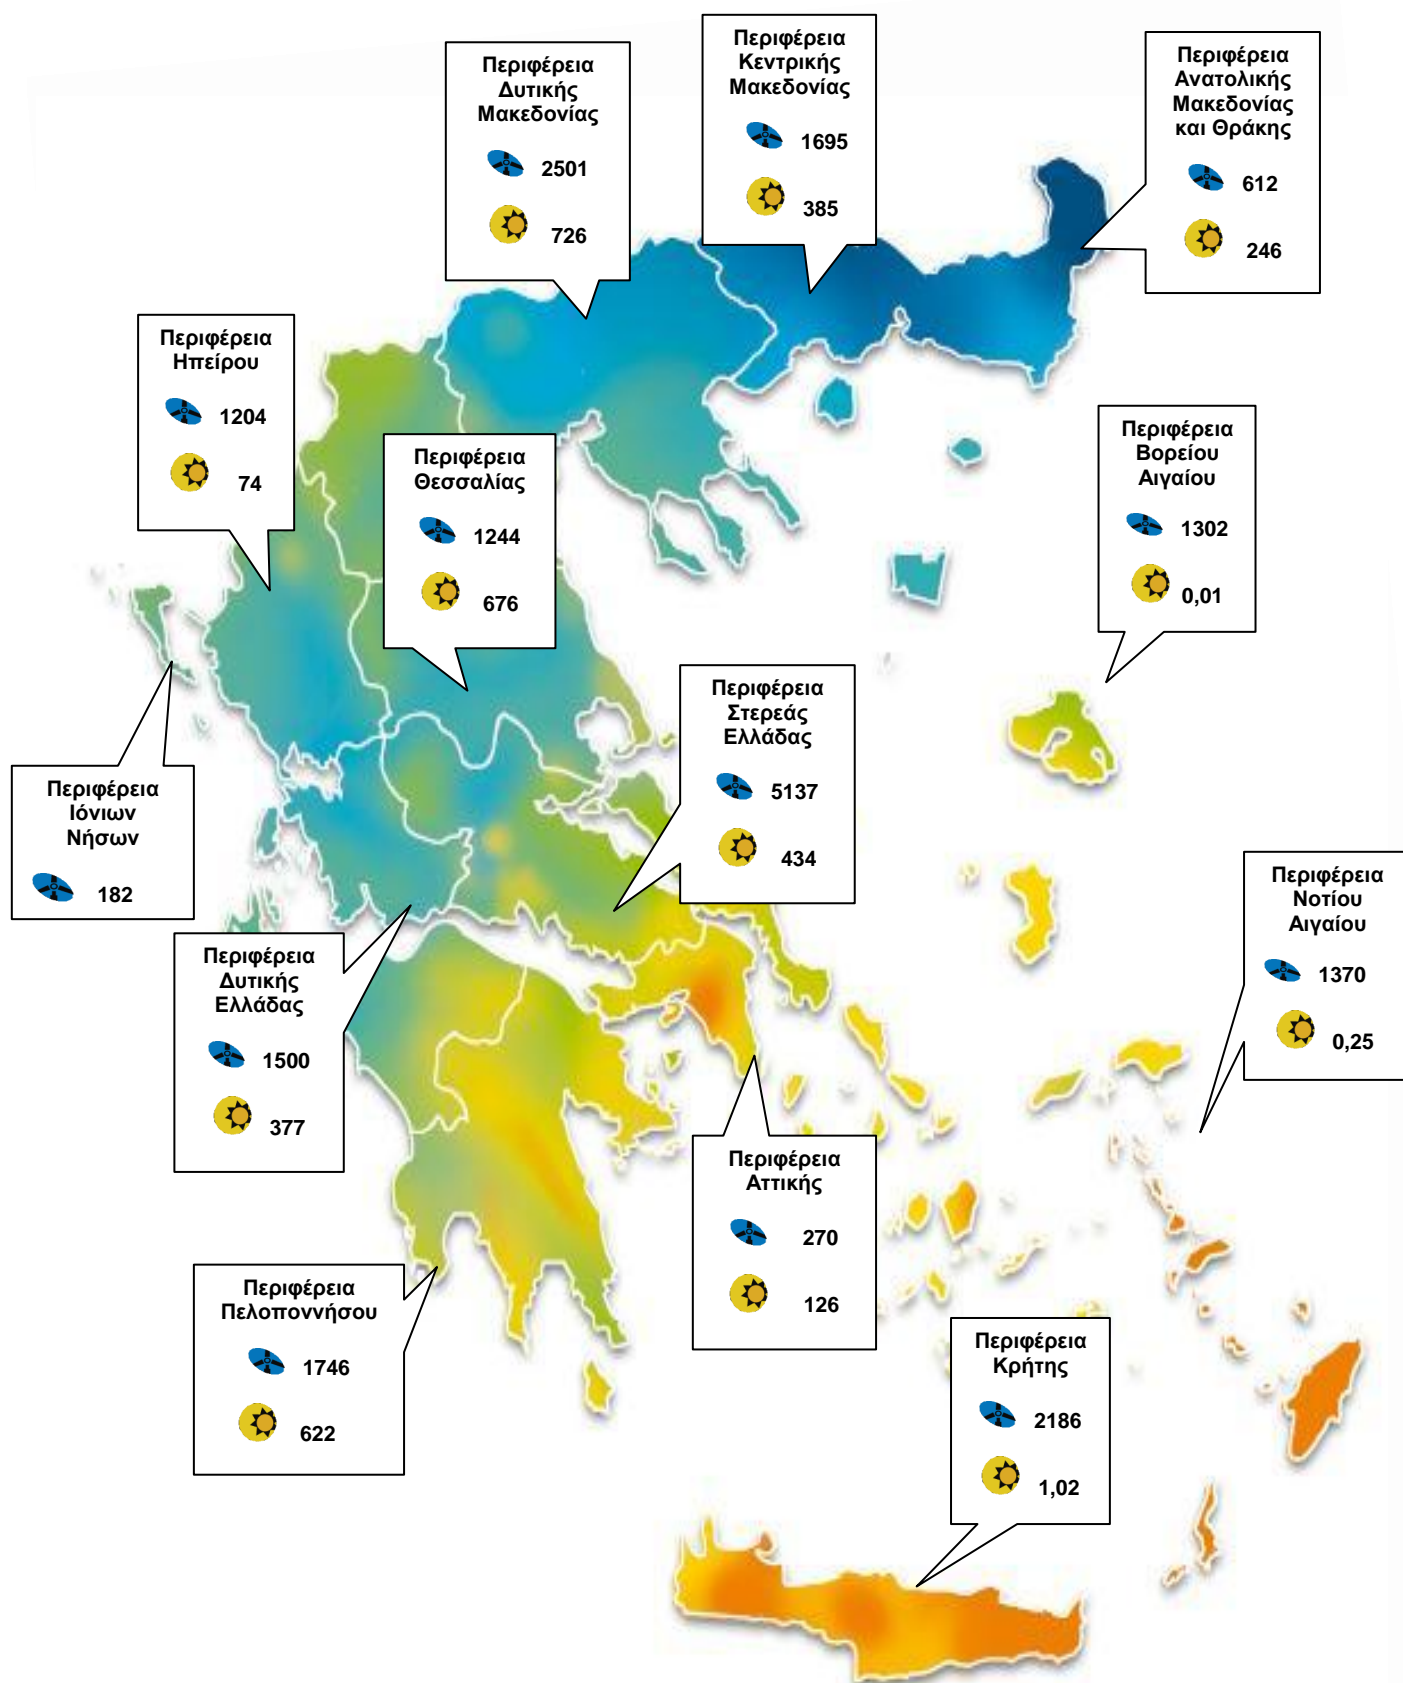 Περιφέρεια
Δυτικής
Μακεδονίας
2501
726
Περιφέρεια
Κεντρικής
Μακεδονίας
1695
385
Περιφέρεια
Ανατολικής
Μακεδονίας
και Θράκης
612
246
Περιφέρεια
Ηπείρου
1204
74
Περιφέρεια
Θεσσαλίας
1244
676
Περιφέρεια
Βορείου
Αιγαίου
1302
0,01
Περιφέρεια
Στερεάς
Ελλάδας
5137
434
Περιφέρεια
Ιόνιων
Νήσων
182
Περιφέρεια
Νοτίου
Αιγαίου
1370
0,25
Περιφέρεια
Δυτικής
Ελλάδας
1500
377
Περιφέρεια
Αττικής
270
126
Περιφέρεια
Πελοποννήσου
1746
622
Περιφέρεια
Κρήτης
2186
1,02